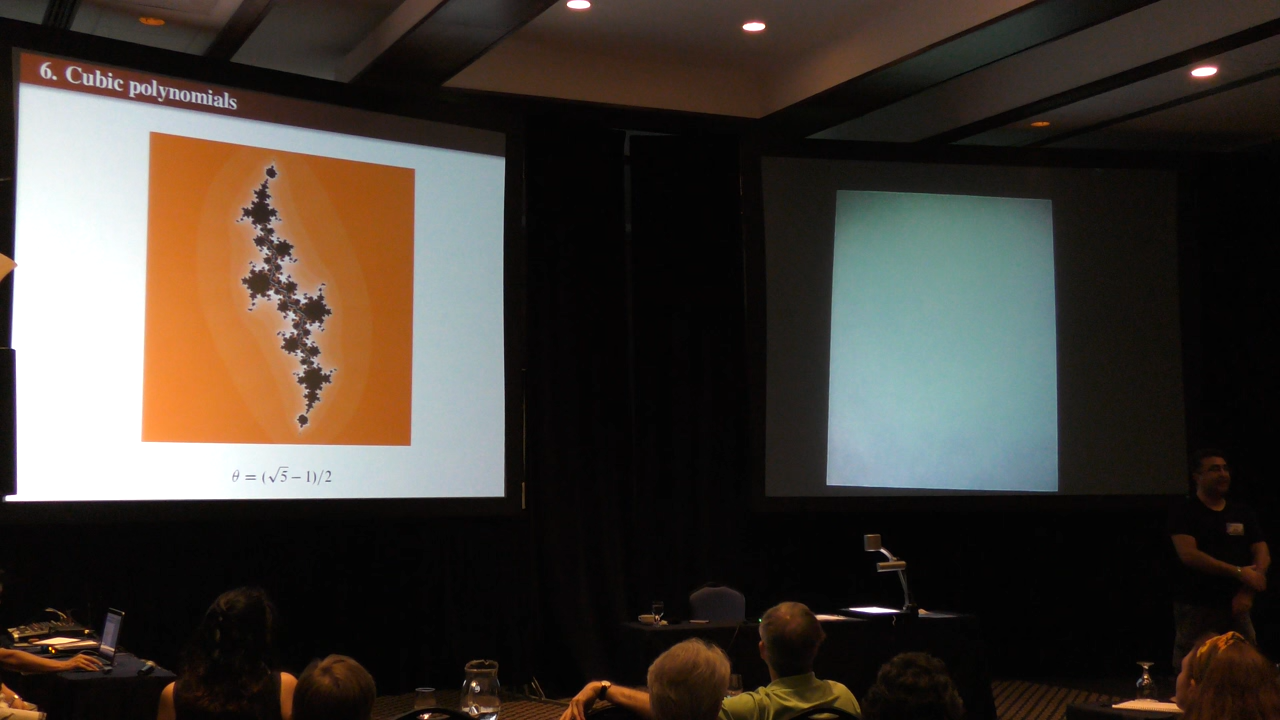 6. Cubic polynomials
θ = (√5 − 1)/2